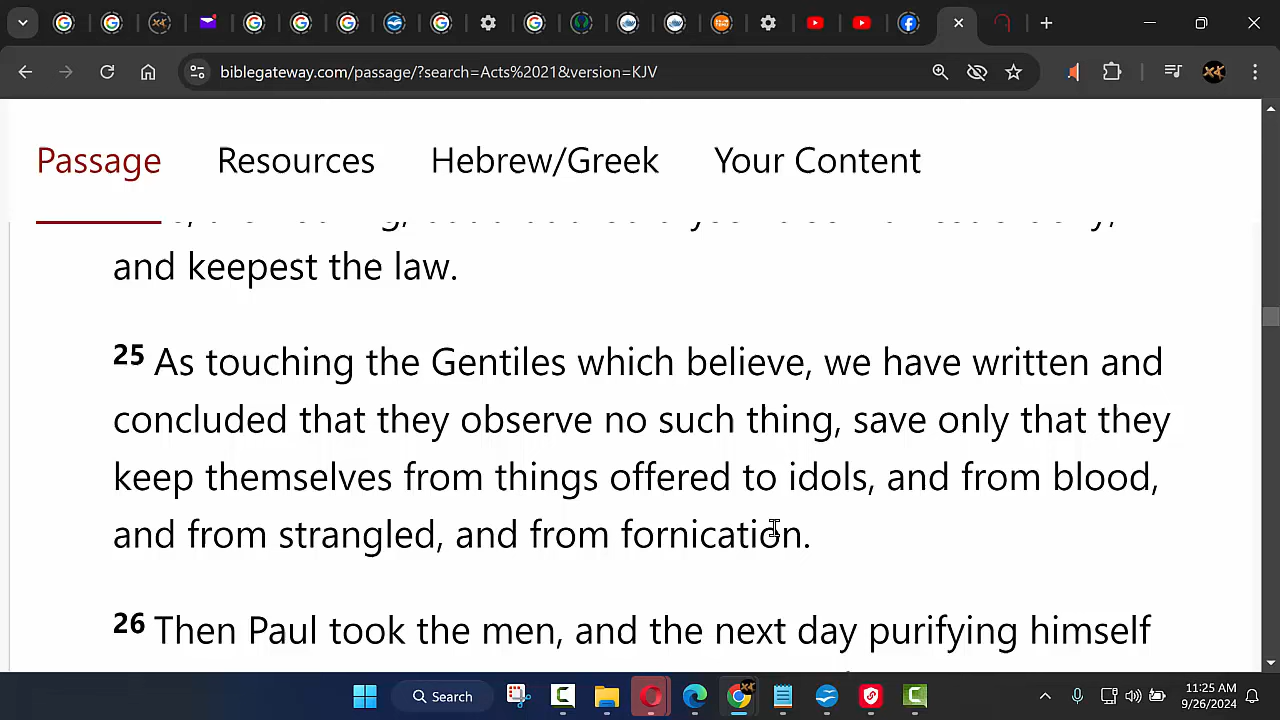 biblegateway.com/passage/?search=Acts%2021&version=KJV
Passage Resources Hebrew/Greek Your Content
and keepest the law.
25 As touching the Gentiles which believe, we have written and
concluded that they observe no such thing, save only that they
keep themselves from things offered to idols, and from blood,
and from strangled, and from fornication.
26 Then Paul took the men, and the next day purifying himself
Search
11:25 AM
9/26/2024